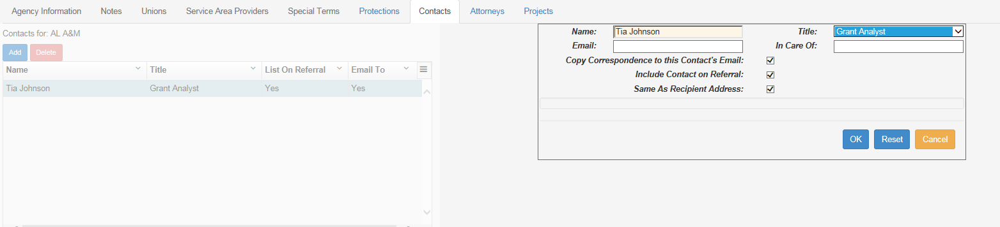 Agency Information Notes Unions Service Area Providers Special Terms Protections Contacts Attorneys Projects
Contacts for: AL A&M
Add Delete
Name Title List On Referral Email To
Tia Johnson Grant Analyst Yes Yes
Name: Tia Johnson Title: Grant Analyst
Email: In Care Of:
Copy Correspondence to this Contact's Email:
Include Contact on Referral:
Same As Recipient Address:
OK Reset Cancel